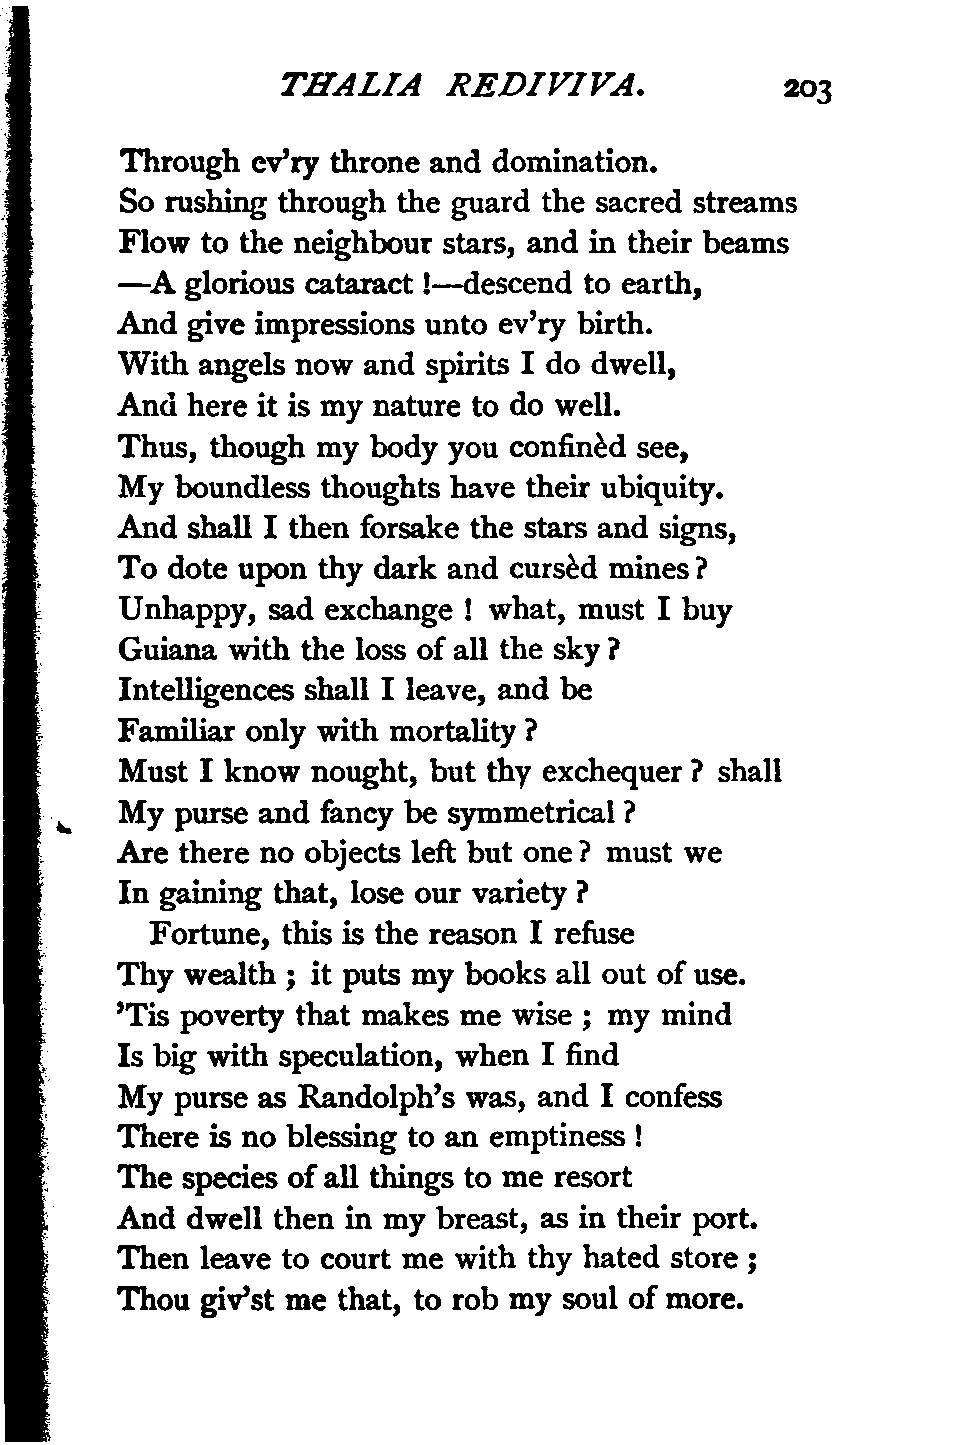 THALIA REDIVIVA. 203
Through ev'ry throne and domination.
So rushing through the guard the sacred streams
Flow to the neighbour stars, and in their beams
—A glorious cataract !—descend to earth,
And give impressions unto ev'ry birth.
With angels now and spirits I do dwell,
And here it is my nature to do well.
Thus, though my body you confinèd see,
My boundless thoughts have their ubiquity.
And shall I then forsake the stars and signs,
To dote upon thy dark and cursèd mines ?
Unhappy, sad exchange ! what, must I buy
Guiana with the loss of all the sky ?
Intelligences shall I leave, and be
Familiar only with mortality ?
Must I know nought, but thy exchequer ? shall
My purse and fancy be symmetrical ?
Are there no objects left but one ? must we
In gaining that, lose our variety ?
Fortune, this is the reason I refuse
Thy wealth ; it puts my books all out of use.
'Tis poverty that makes me wise ; my mind
Is big with speculation, when I find
My purse as Randolph's was, and I confess
There is no blessing to an emptiness !
The species of all things to me resort
And dwell then in my breast, as in their port.
Then leave to court me with thy hated store ;
Thou giv'st me that, to rob my soul of more.